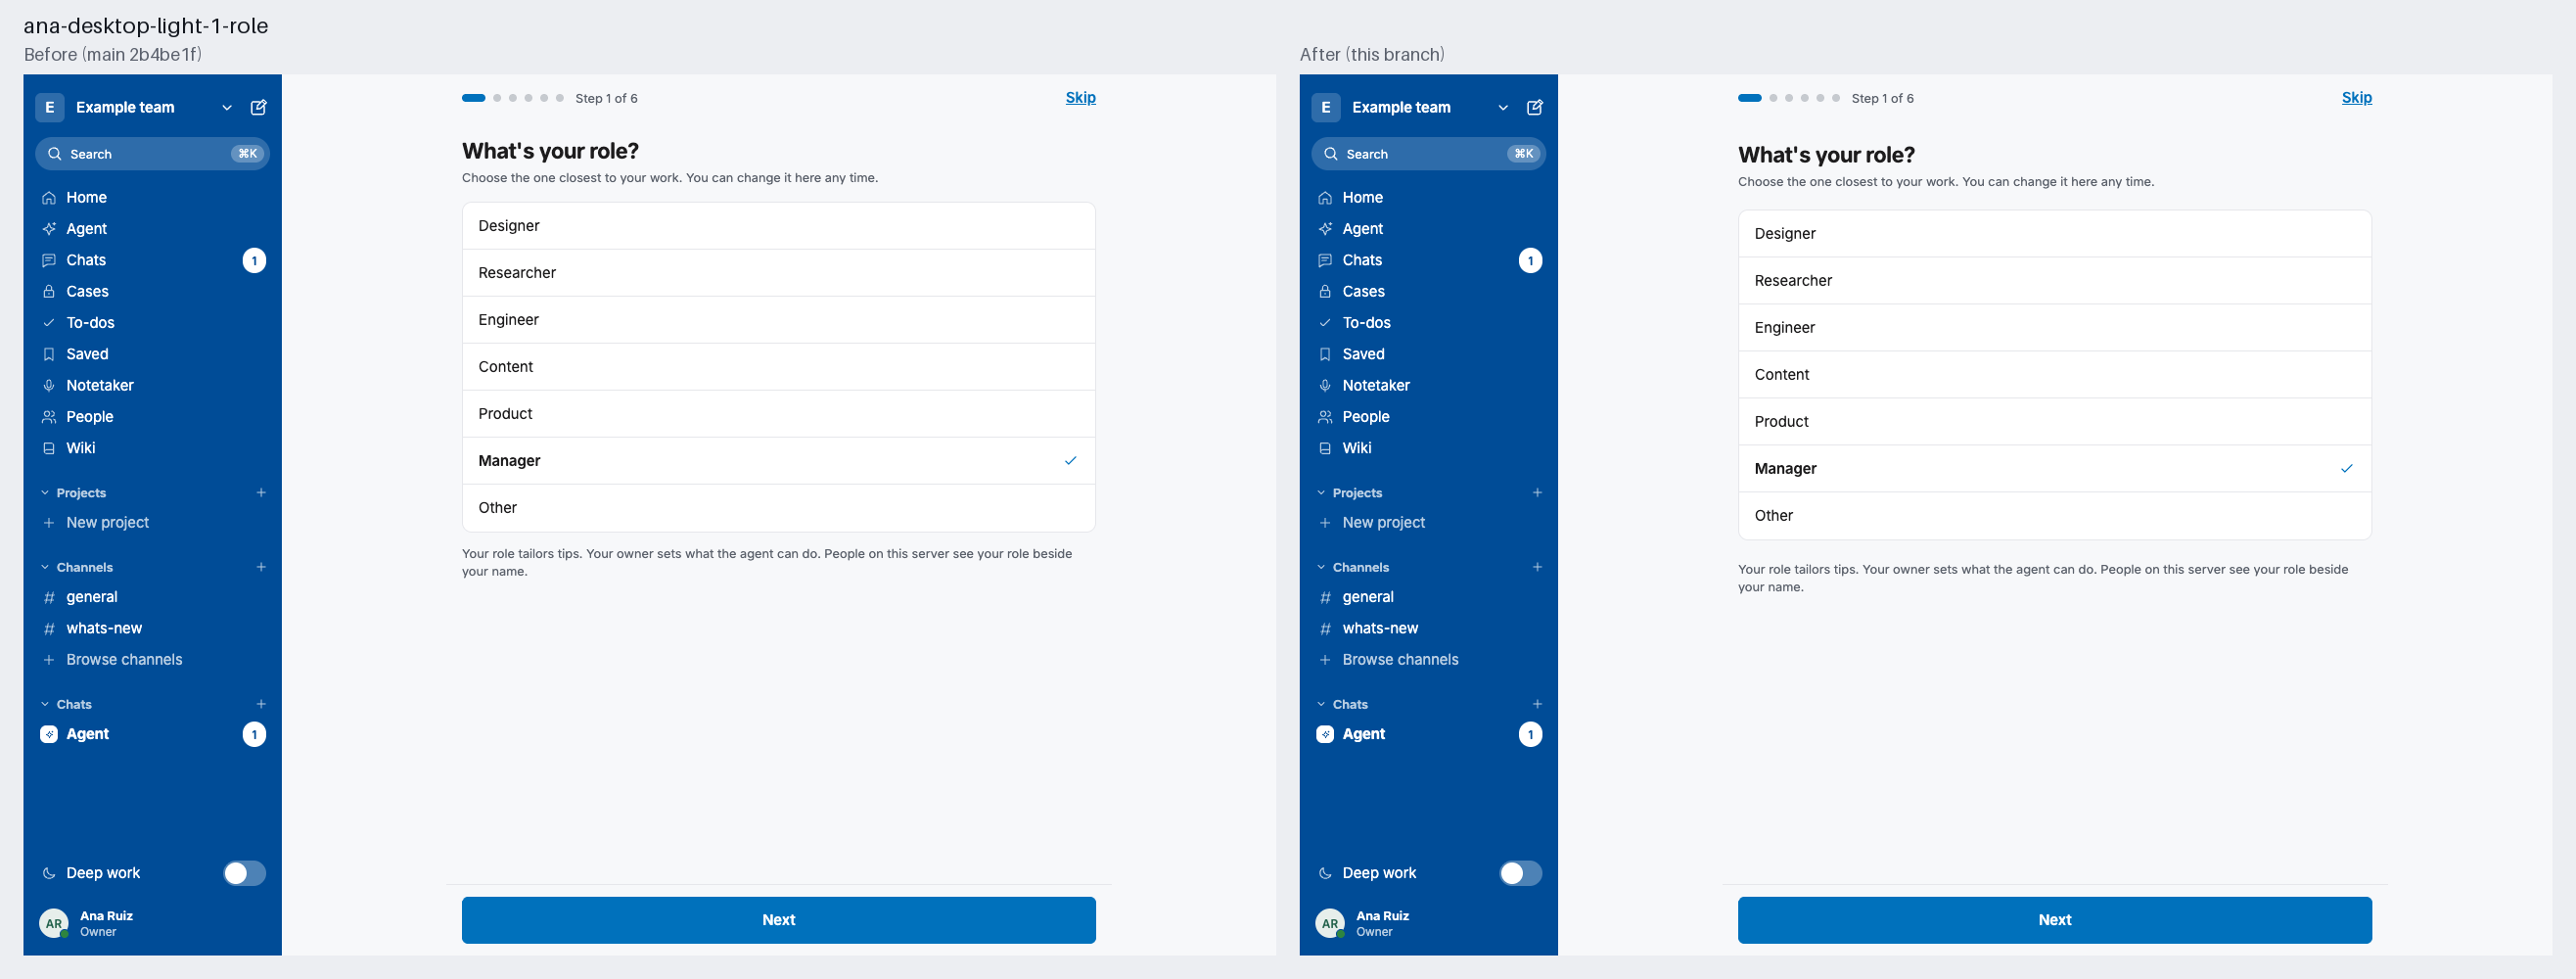 ana-desktop-light-1-role
Before (main 2b4be1f)
E Example team
Search ⌘K
Home
Agent
Chats 1
Cases
To-dos
Saved
Notetaker
People
Wiki
Projects
New project
Channels
# general
# whats-new
Browse channels
Chats
Agent 1
Deep work
AR Ana Ruiz
Owner
Step 1 of 6 Skip
What's your role?
Choose the one closest to your work. You can change it here any time.
Designer
Researcher
Engineer
Content
Product
Manager
Other
Your role tailors tips. Your owner sets what the agent can do. People on this server see your role beside
your name.
Next
After (this branch)
E Example team
Search ⌘K
Home
Agent
Chats 1
Cases
To-dos
Saved
Notetaker
People
Wiki
Projects
New project
Channels
# general
# whats-new
Browse channels
Chats
Agent 1
Deep work
AR Ana Ruiz
Owner
Step 1 of 6 Skip
What's your role?
Choose the one closest to your work. You can change it here any time.
Designer
Researcher
Engineer
Content
Product
Manager
Other
Your role tailors tips. Your owner sets what the agent can do. People on this server see your role beside
your name.
Next